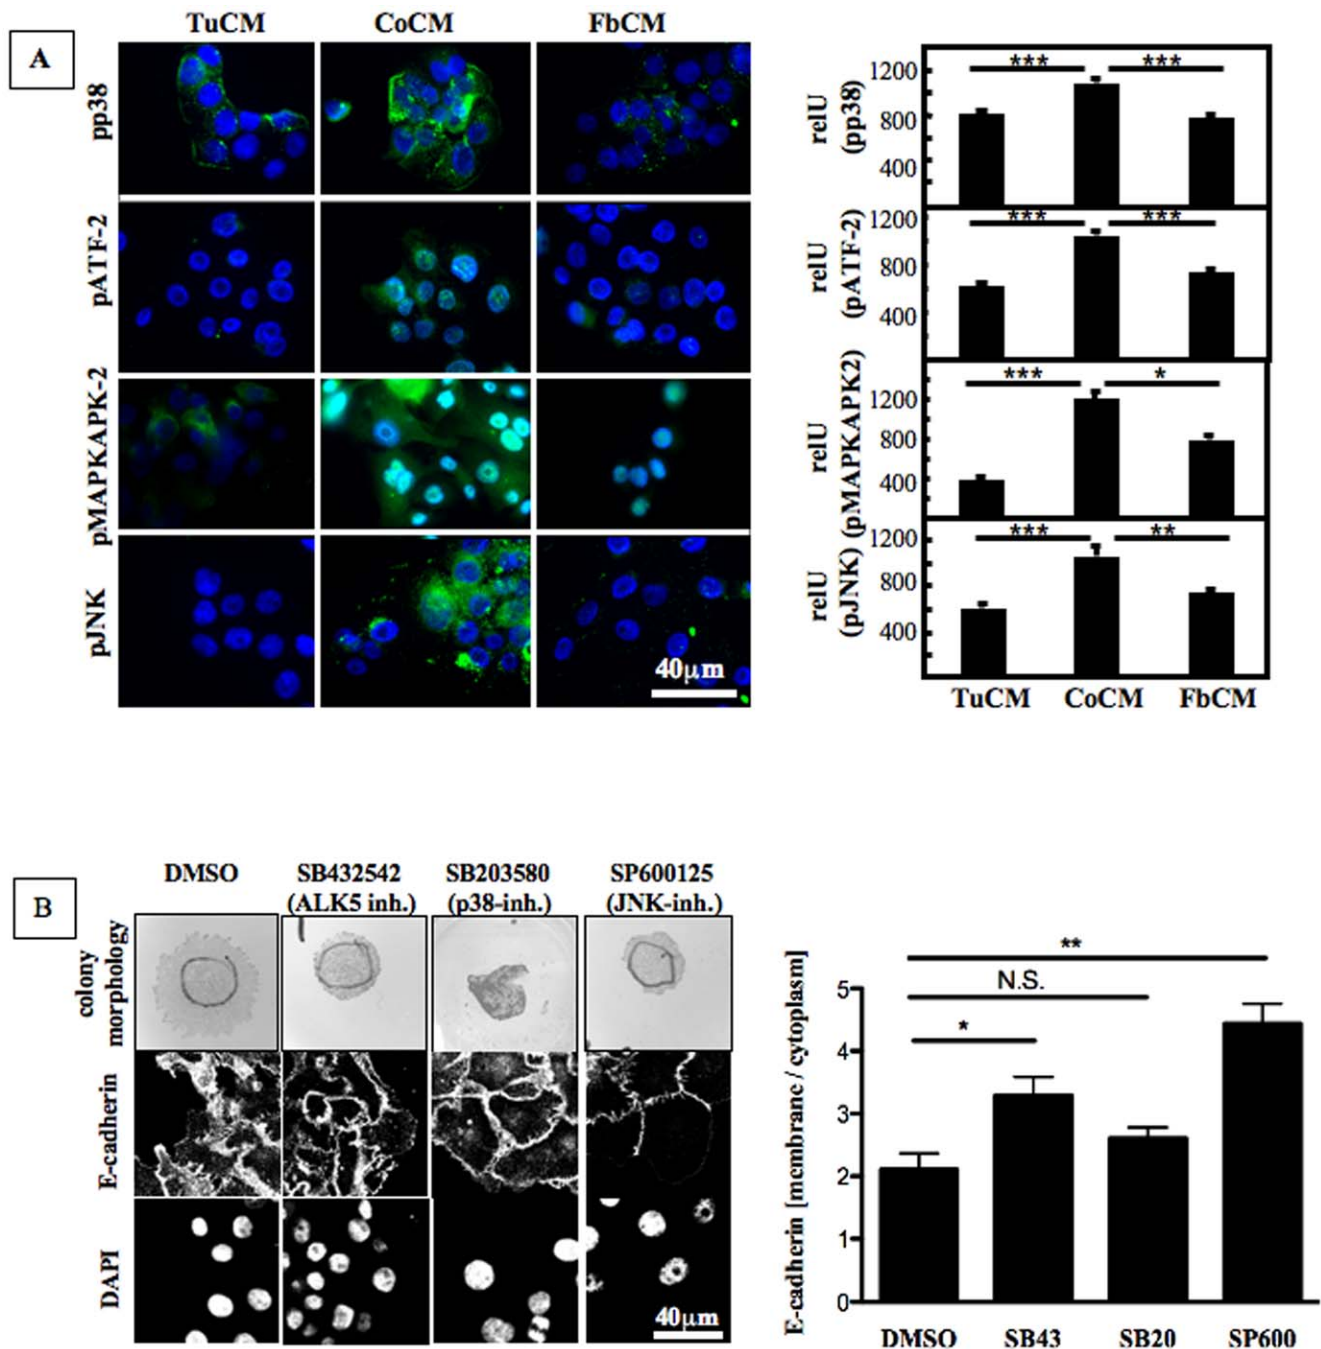 A
TuCM CoCM FbCM
pp38
pATF-2
pMAPKAPK-2
pJNK
40μm
relU
(pp38)
1200
800
400
*** ***
relU
(pATF-2)
1200
800
400
*** ***
relU
(pMAPKAPK2)
1200
800
400
*** *
relU
(pJNK)
1200
800
400
*** **
TuCM CoCM FbCM
B
DMSO SB432542 SB203580 SP600125
(ALK5 inh.) (p38-inh.) (JNK-inh.)
colony
morphology
E-cadherin
DAPI
40μm
E-cadherin [membrane / cytoplasm]
5
4
3
2
1
0
**
N.S.
*
DMSO SB43 SB20 SP600